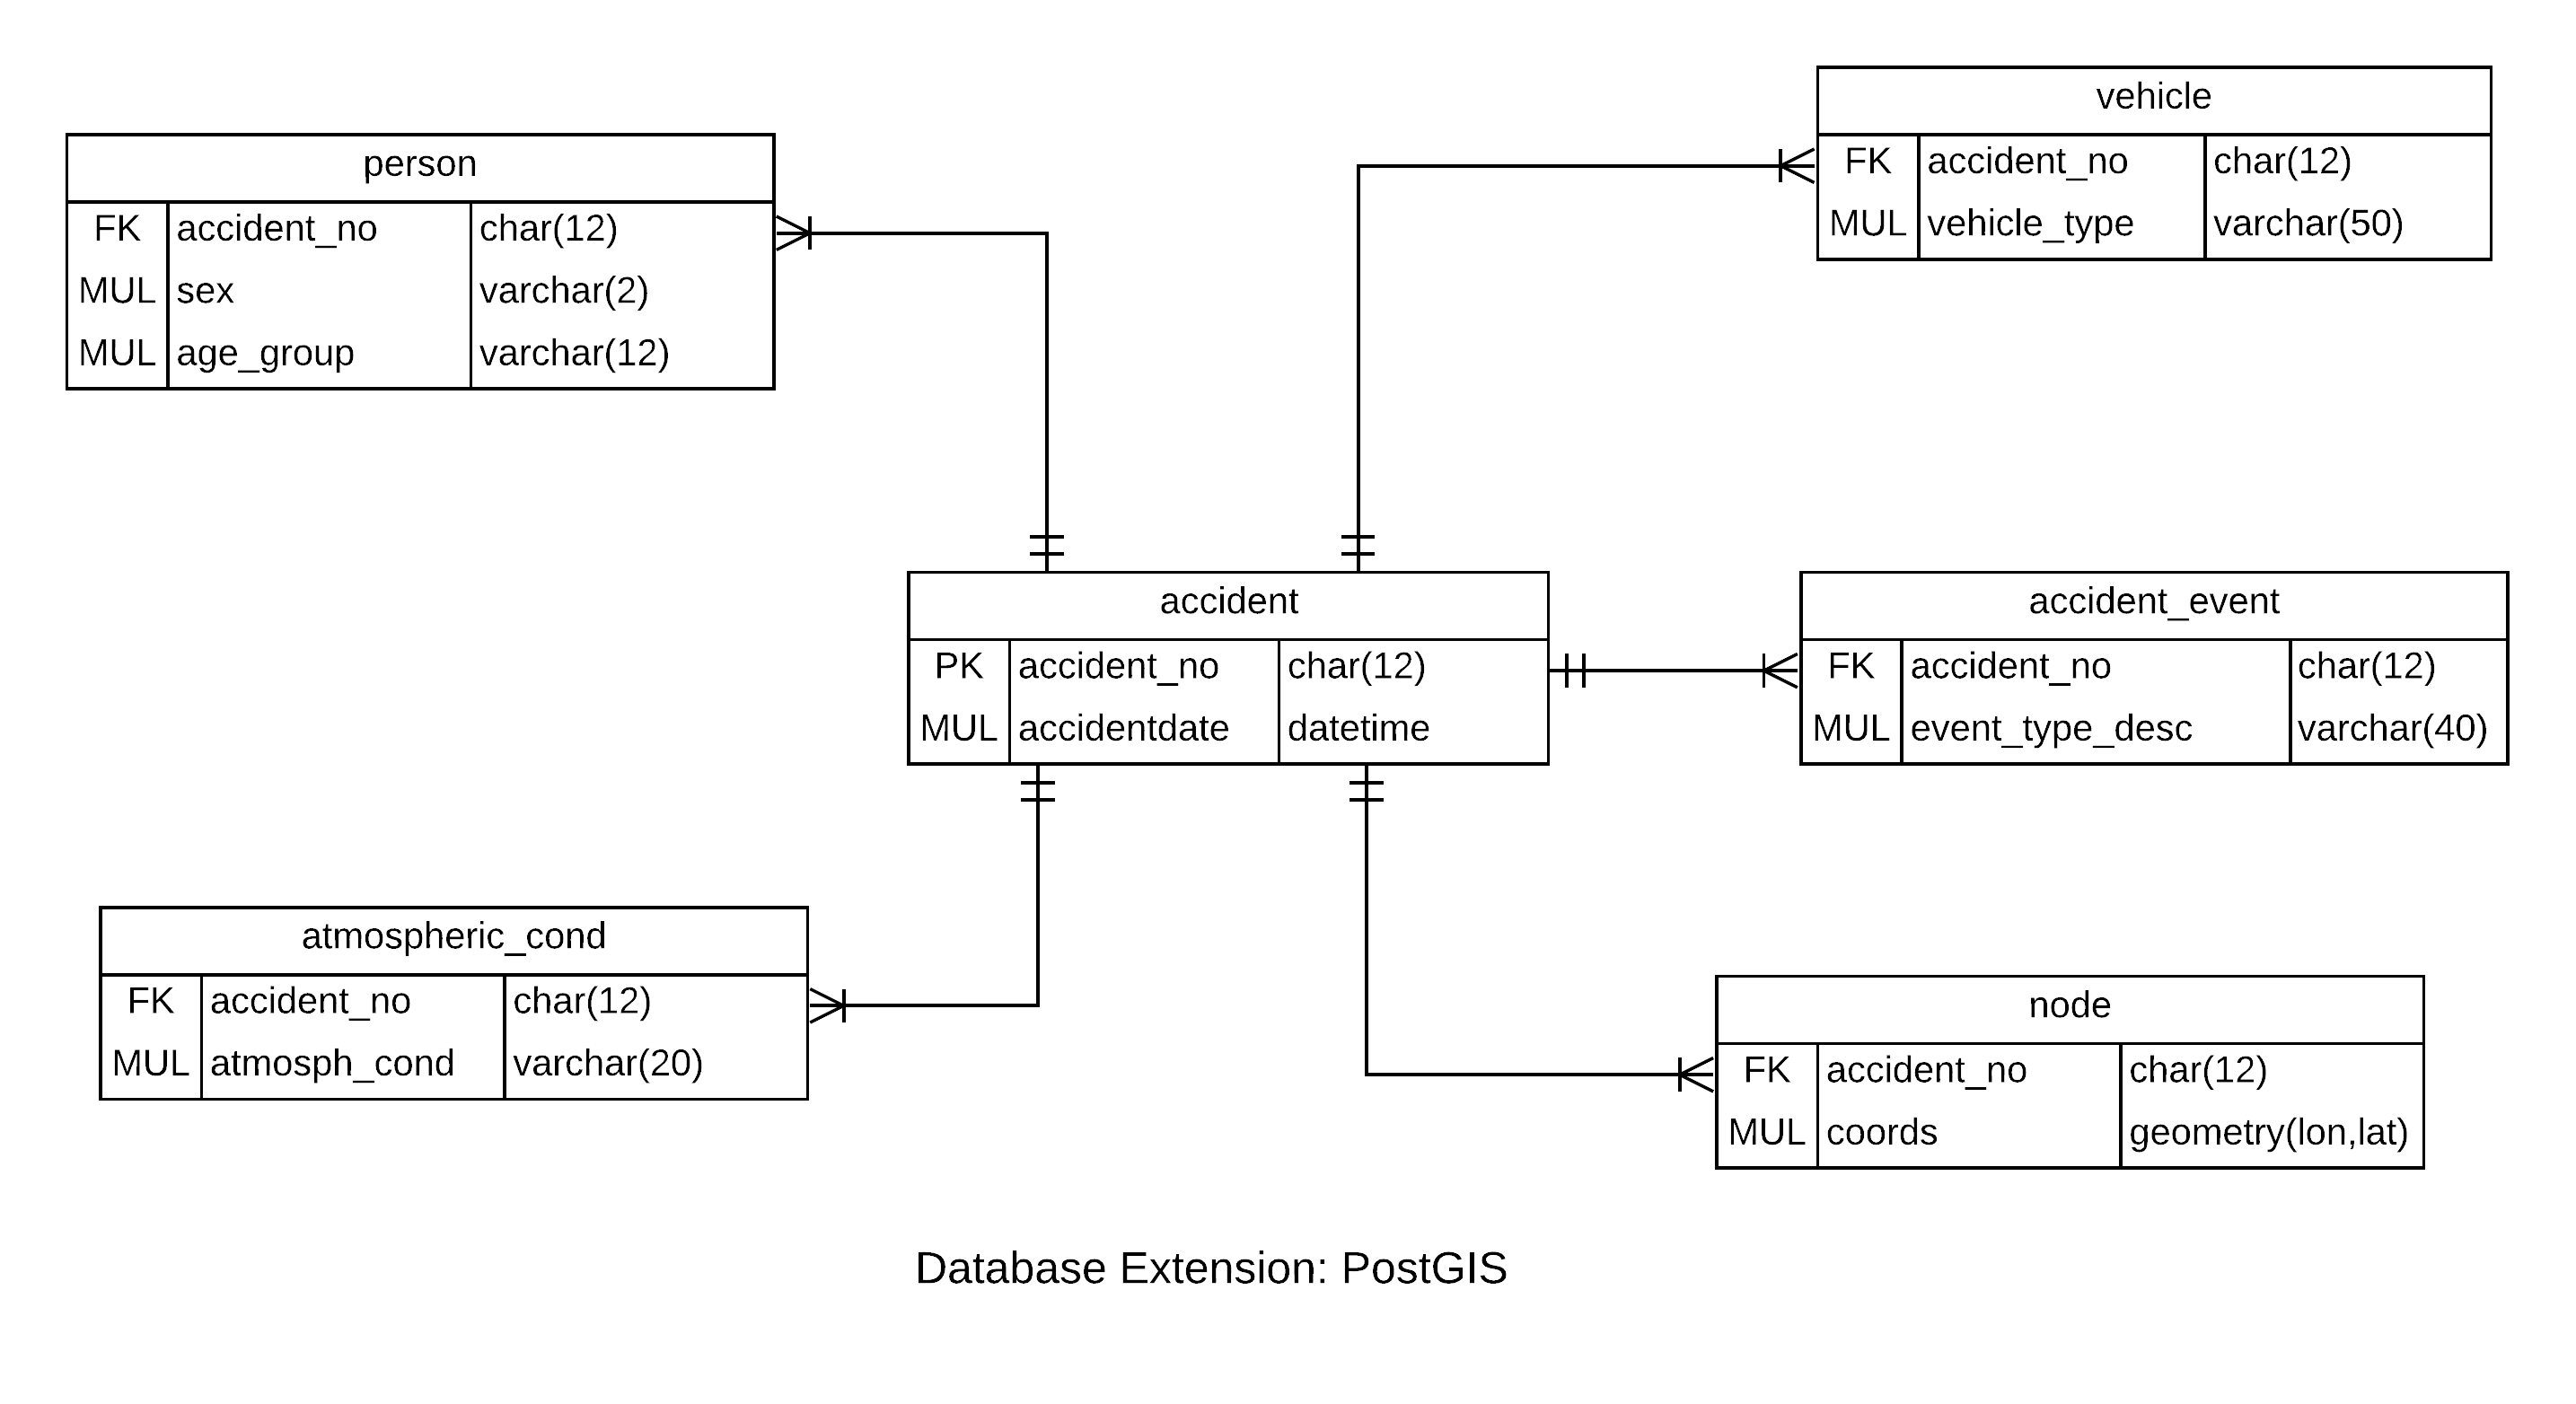 person
FK accident_no char(12)
MUL sex varchar(2)
MUL age_group varchar(12)
vehicle
FK accident_no char(12)
MUL vehicle_type varchar(50)
accident
PK accident_no char(12)
MUL accidentdate datetime
accident_event
FK accident_no char(12)
MUL event_type_desc varchar(40)
atmospheric_cond
FK accident_no char(12)
MUL atmosph_cond varchar(20)
node
FK accident_no char(12)
MUL coords geometry(lon,lat)
Database Extension: PostGIS